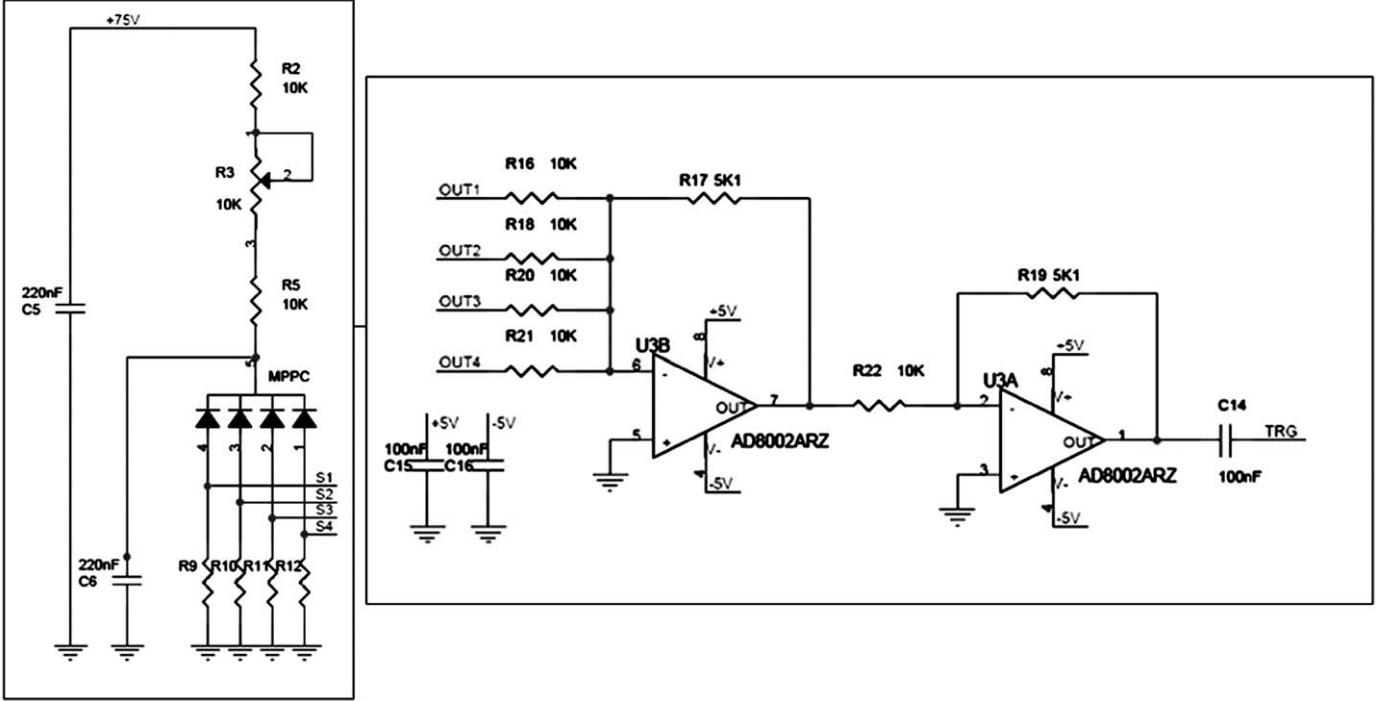 +75V
R2
10K
1
R3
2
10K
3
R5
10K
220nF
C5
5
MPPC
4
3
2
1
S1
S2
S3
S4
220nF
C6
R9
R10
R11
R12
R16 10K
OUT1
R17 5K1
R18 10K
OUT2
R20 10K
OUT3
R21 10K
OUT4
U3B
+5V
8
V+
6
-
OUT
7
5
+
V-
4
-5V
AD8002ARZ
+5V
100nF
C15
-5V
100nF
C16
R22 10K
R19 5K1
U3A
+5V
8
V+
2
-
OUT
1
3
+
V-
4
-5V
AD8002ARZ
C14
100nF
TRG